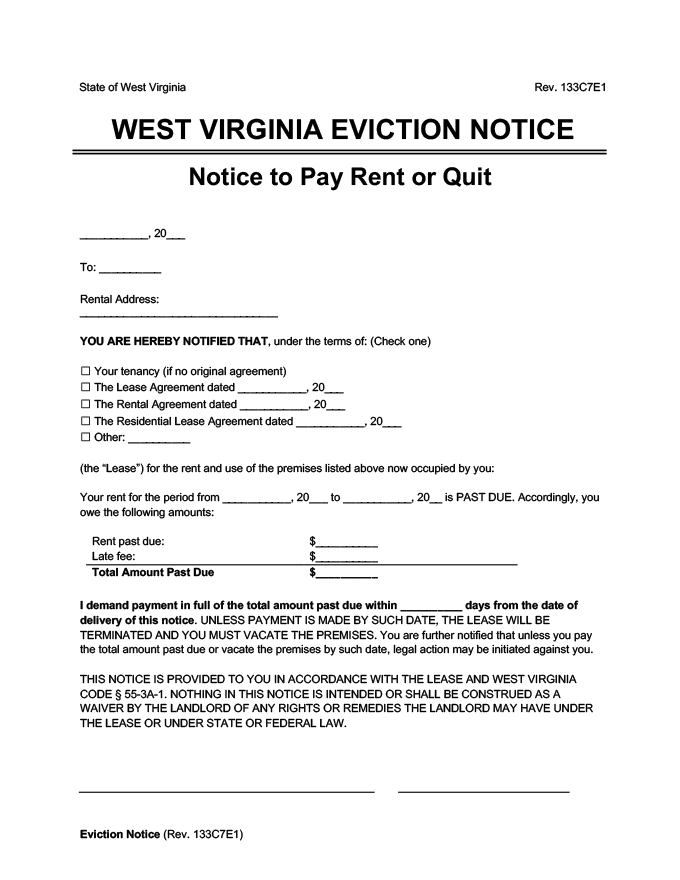 State of West Virginia Rev. 133C7E1
WEST VIRGINIA EVICTION NOTICE
Notice to Pay Rent or Quit
___________, 20___
To: __________
Rental Address:
________________________________
YOU ARE HEREBY NOTIFIED THAT, under the terms of: (Check one)
☐ Your tenancy (if no original agreement)
☐ The Lease Agreement dated ___________, 20___
☐ The Rental Agreement dated ___________, 20___
☐ The Residential Lease Agreement dated ___________, 20___
☐ Other: __________
(the “Lease”) for the rent and use of the premises listed above now occupied by you:
Your rent for the period from ___________, 20___ to ___________, 20__ is PAST DUE. Accordingly, you
owe the following amounts:
Rent past due: $__________
Late fee: $__________
Total Amount Past Due $__________
I demand payment in full of the total amount past due within __________ days from the date of
delivery of this notice. UNLESS PAYMENT IS MADE BY SUCH DATE, THE LEASE WILL BE
TERMINATED AND YOU MUST VACATE THE PREMISES. You are further notified that unless you pay
the total amount past due or vacate the premises by such date, legal action may be initiated against you.
THIS NOTICE IS PROVIDED TO YOU IN ACCORDANCE WITH THE LEASE AND WEST VIRGINIA
CODE § 55-3A-1. NOTHING IN THIS NOTICE IS INTENDED OR SHALL BE CONSTRUED AS A
WAIVER BY THE LANDLORD OF ANY RIGHTS OR REMEDIES THE LANDLORD MAY HAVE UNDER
THE LEASE OR UNDER STATE OR FEDERAL LAW.
Eviction Notice (Rev. 133C7E1)